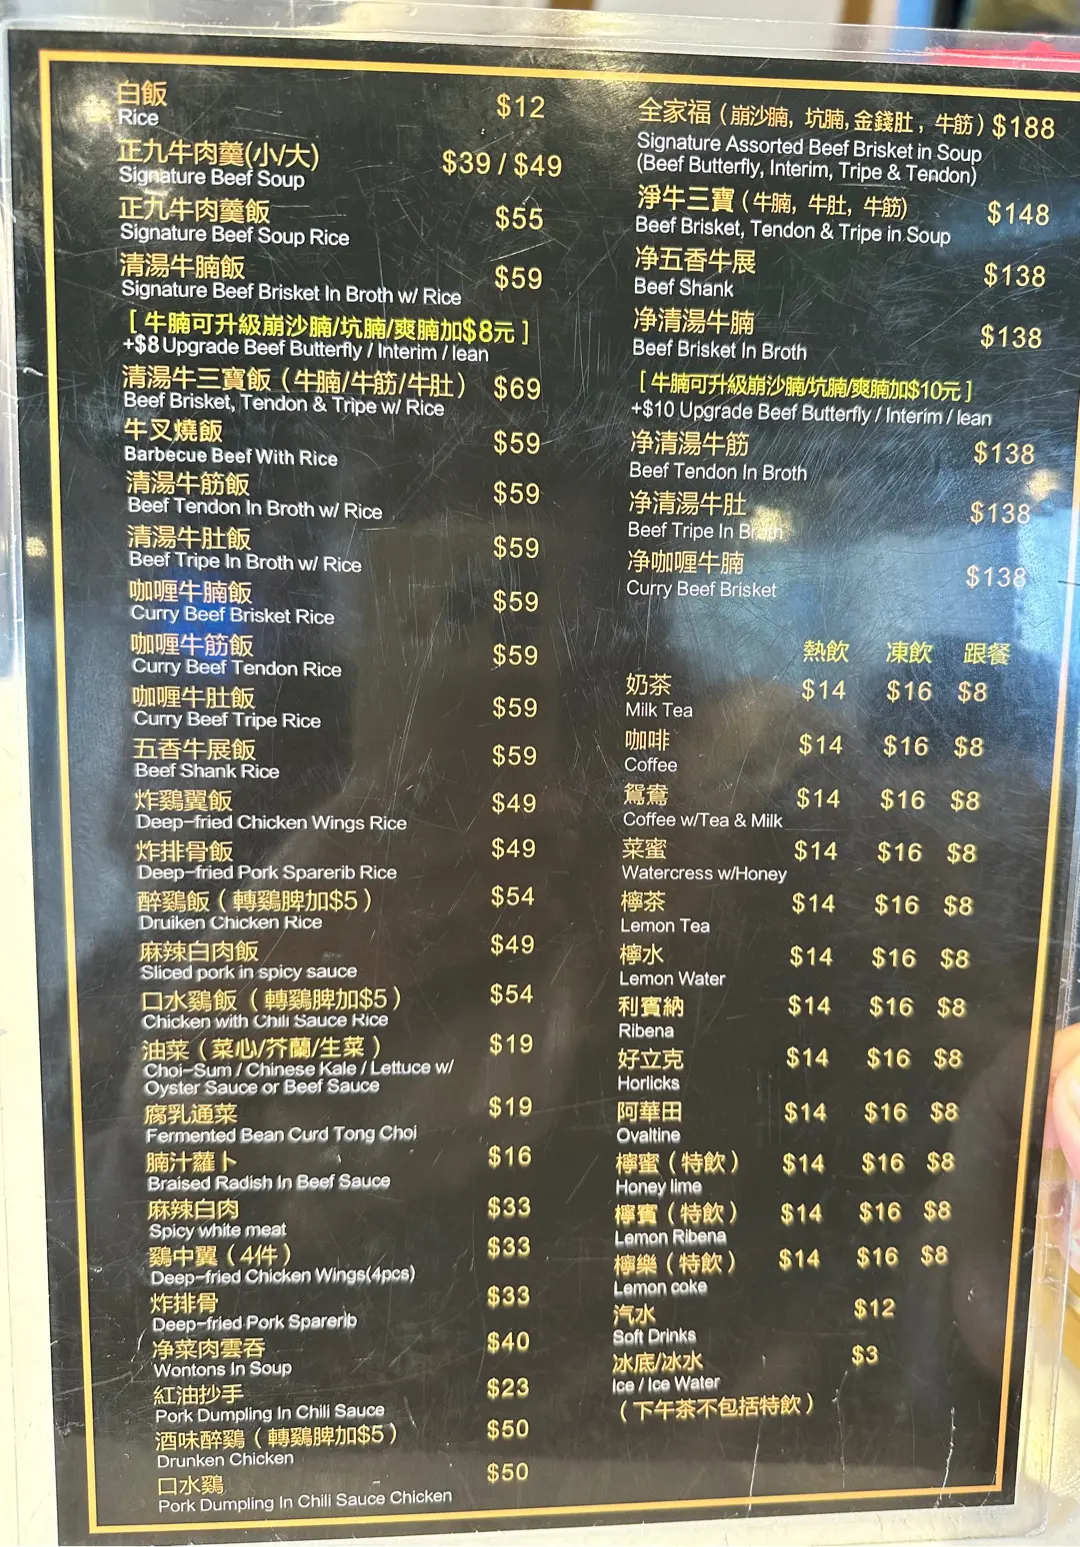 白飯 $12
Rice
正九牛肉羹(小/大) $39 / $49
Signature Beef Soup
正九牛肉羹飯 $55
Signature Beef Soup Rice
清湯牛腩飯 $59
Signature Beef Brisket In Broth w/ Rice
[ 牛腩可升級崩沙腩/坑腩/爽腩加$8元 ]
+$8 Upgrade Beef Butterfly / Interim / lean
清湯牛三寶飯 ( 牛腩/牛筋/牛肚 ) $69
Beef Brisket, Tendon & Tripe w/ Rice
牛叉燒飯 $59
Barbecue Beef With Rice
清湯牛筋飯 $59
Beef Tendon In Broth w/ Rice
清湯牛肚飯 $59
Beef Tripe In Broth w/ Rice
咖喱牛腩飯 $59
Curry Beef Brisket Rice
咖喱牛筋飯 $59
Curry Beef Tendon Rice
咖喱牛肚飯 $59
Curry Beef Tripe Rice
五香牛展飯 $59
Beef Shank Rice
炸鷄翼飯 $49
Deep-fried Chicken Wings Rice
炸排骨飯 $49
Deep-fried Pork Sparerib Rice
醉鷄飯 ( 轉鷄脾加$5 ) $54
Druiken Chicken Rice
麻辣白肉飯 $49
Sliced pork in spicy sauce
口水鷄飯 ( 轉鷄脾加$5 ) $54
Chicken with Chili Sauce Rice
油菜 ( 菜心/芥蘭/生菜 ) $19
Choi-Sum / Chinese Kale / Lettuce w/
Oyster Sauce or Beef Sauce
腐乳通菜 $19
Fermented Bean Curd Tong Choi
腩汁蘿卜 $16
Braised Radish In Beef Sauce
麻辣白肉 $33
Spicy white meat
鷄中翼 ( 4件 ) $33
Deep-fried Chicken Wings(4pcs)
炸排骨 $33
Deep-fried Pork Sparerib
净菜肉雲吞 $40
Wontons In Soup
紅油抄手 $23
Pork Dumpling In Chili Sauce
酒味醉鷄 ( 轉鷄脾加$5 ) $50
Drunken Chicken
口水鷄 $50
Pork Dumpling In Chili Sauce Chicken
全家福 ( 崩沙腩, 坑腩, 金錢肚, 牛筋 ) $188
Signature Assorted Beef Brisket in Soup
(Beef Butterfly, Interim, Tripe & Tendon)
淨牛三寶 ( 牛腩, 牛肚, 牛筋) $148
Beef Brisket, Tendon & Tripe in Soup
净五香牛展 $138
Beef Shank
净清湯牛腩 $138
Beef Brisket In Broth
[ 牛腩可升級崩沙腩/坑腩/爽腩加$10元 ]
+$10 Upgrade Beef Butterfly / Interim / lean
净清湯牛筋 $138
Beef Tendon In Broth
净清湯牛肚 $138
Beef Tripe In Broth
净咖喱牛腩 $138
Curry Beef Brisket
熱飲 凍飲 跟餐
奶茶 $14 $16 $8
Milk Tea
咖啡 $14 $16 $8
Coffee
鴛鴦 $14 $16 $8
Coffee w/Tea & Milk
菜蜜 $14 $16 $8
Watercress w/Honey
檸茶 $14 $16 $8
Lemon Tea
檸水 $14 $16 $8
Lemon Water
利賓納 $14 $16 $8
Ribena
好立克 $14 $16 $8
Horlicks
阿華田 $14 $16 $8
Ovaltine
檸蜜 ( 特飲 ) $14 $16 $8
Honey lime
檸賓 ( 特飲 ) $14 $16 $8
Lemon Ribena
檸樂 ( 特飲 ) $14 $16 $8
Lemon coke
汽水 $12
Soft Drinks
冰底/冰水 $3
Ice / Ice Water
( 下午茶不包括特飲 )